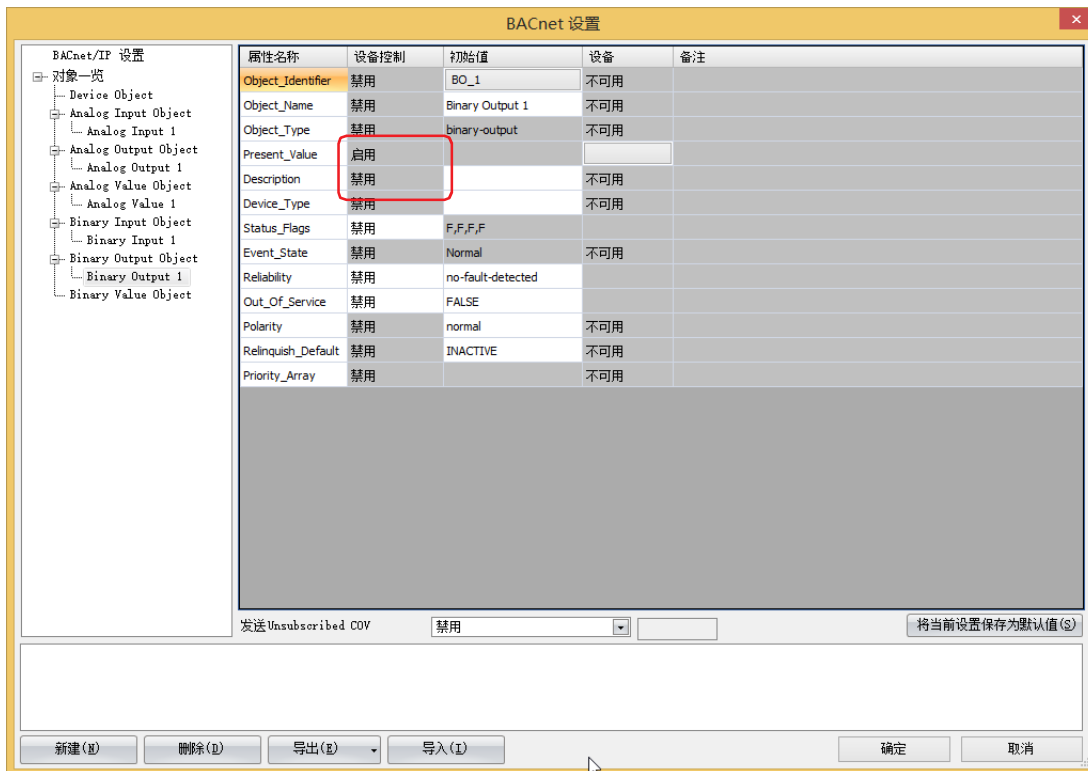 BACnet 设置
BACnet/IP 设置
对象一览
Device Object
Analog Input Object
Analog Input 1
Analog Output Object
Analog Output 1
Analog Value Object
Analog Value 1
Binary Input Object
Binary Input 1
Binary Output Object
Binary Output 1
Binary Value Object
属性名称 设备控制 初始值 设备 备注
Object_Identifier 禁用 BO_1 不可用
Object_Name 禁用 Binary Output 1 不可用
Object_Type 禁用 binary-output 不可用
Present_Value 启用
Description 禁用 不可用
Device_Type 禁用 不可用
Status_Flags 禁用 F,F,F,F
Event_State 禁用 Normal 不可用
Reliability 禁用 no-fault-detected
Out_Of_Service 禁用 FALSE
Polarity 禁用 normal 不可用
Relinquish_Default 禁用 INACTIVE 不可用
Priority_Array 禁用 不可用
发送Unsubscribed COV 禁用 将当前设置保存为默认值(S)
新建(N) 删除(D) 导出(E) 导入(I) 确定 取消